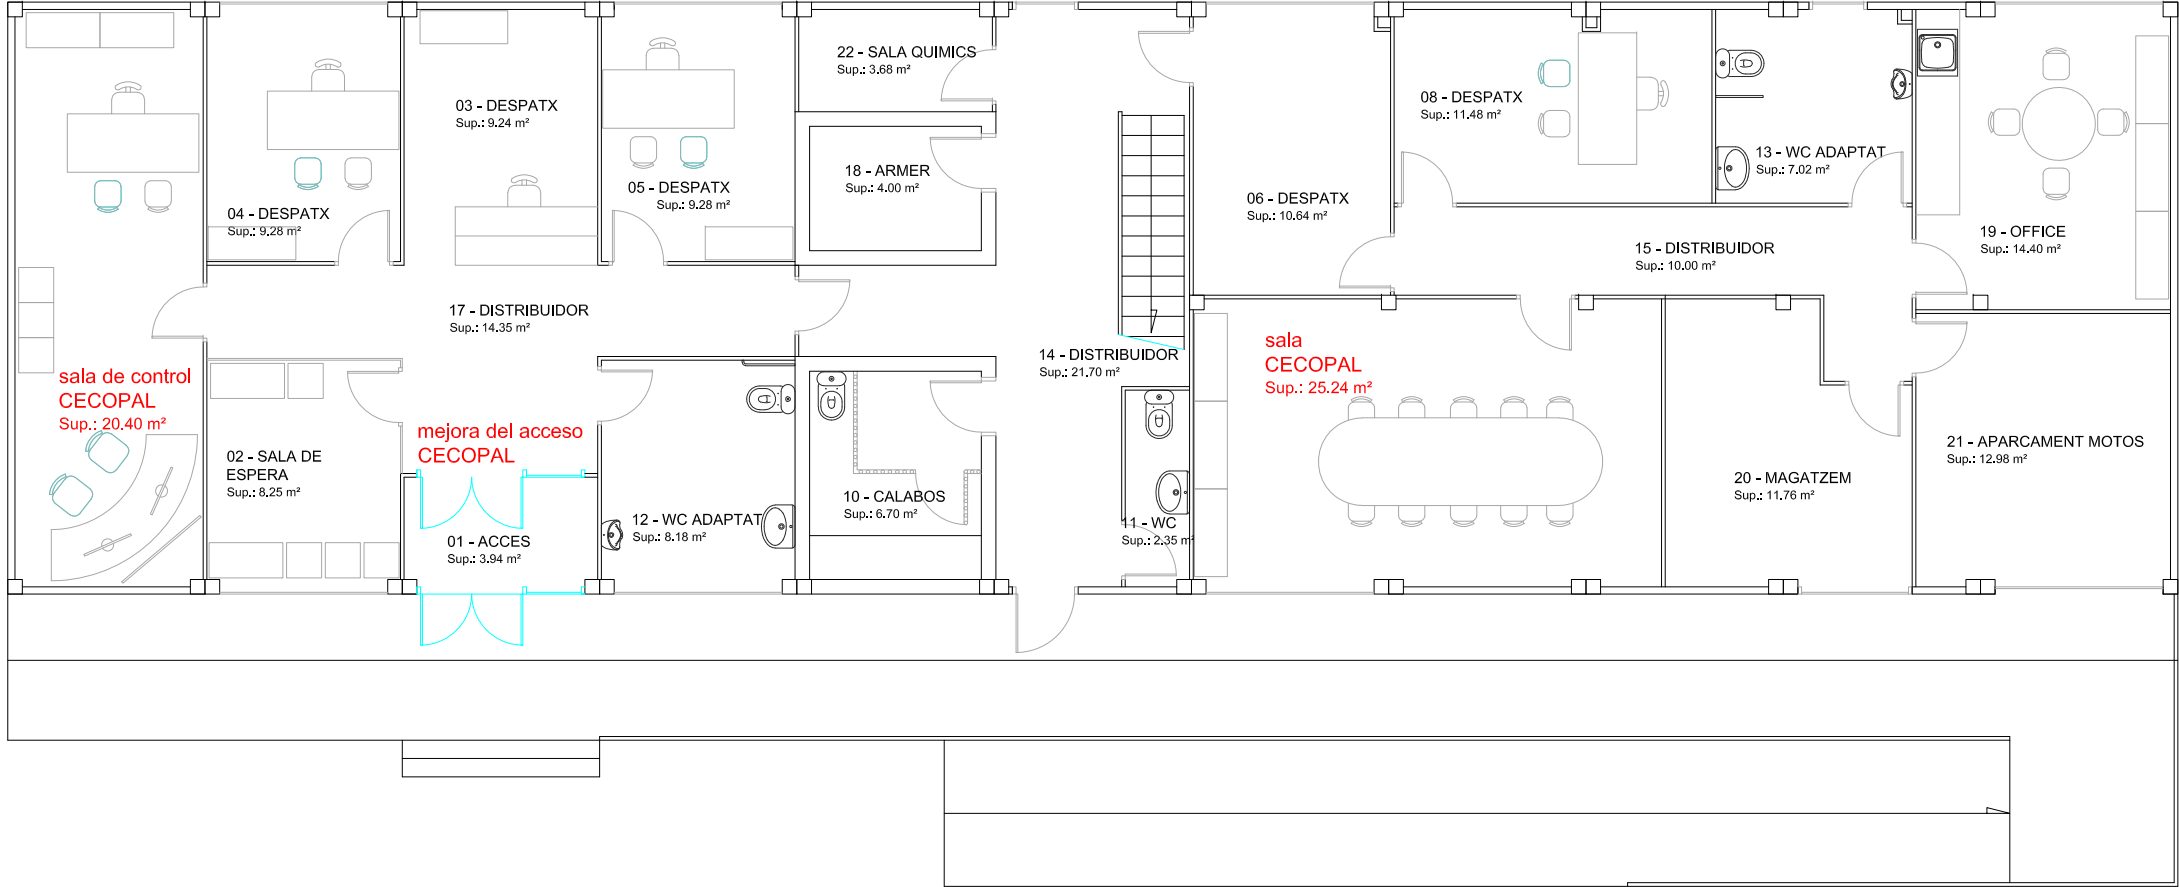 22 - SALA QUIMICS
Sup.: 3.68 m²
03 - DESPATX
Sup.: 9.24 m²
08 - DESPATX
Sup.: 11.48 m²
13 - WC ADAPTAT
Sup.: 7.02 m²
18 - ARMER
Sup.: 4.00 m²
05 - DESPATX
Sup.: 9.28 m²
04 - DESPATX
Sup.: 9.28 m²
06 - DESPATX
Sup.: 10.64 m²
19 - OFFICE
Sup.: 14.40 m²
15 - DISTRIBUIDOR
Sup.: 10.00 m²
17 - DISTRIBUIDOR
Sup.: 14.35 m²
14 - DISTRIBUIDOR
Sup.: 21.70 m²
sala
CECOPAL
Sup.: 25.24 m²
sala de control
CECOPAL
Sup.: 20.40 m²
mejora del acceso
CECOPAL
02 - SALA DE
ESPERA
Sup.: 8.25 m²
21 - APARCAMENT MOTOS
Sup.: 12.98 m²
20 - MAGATZEM
Sup.: 11.76 m²
10 - CALABOS
Sup.: 6.70 m²
12 - WC ADAPTAT
Sup.: 8.18 m²
11 - WC
Sup.: 2.35 m²
01 - ACCES
Sup.: 3.94 m²